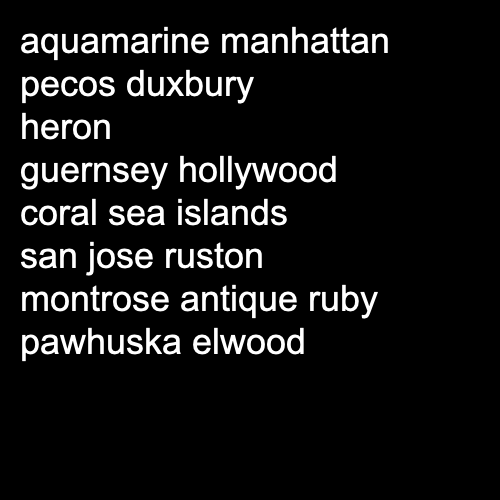 aquamarine manhattan
pecos duxbury
heron
guernsey hollywood
coral sea islands
san jose ruston
montrose antique ruby
pawhuska elwood